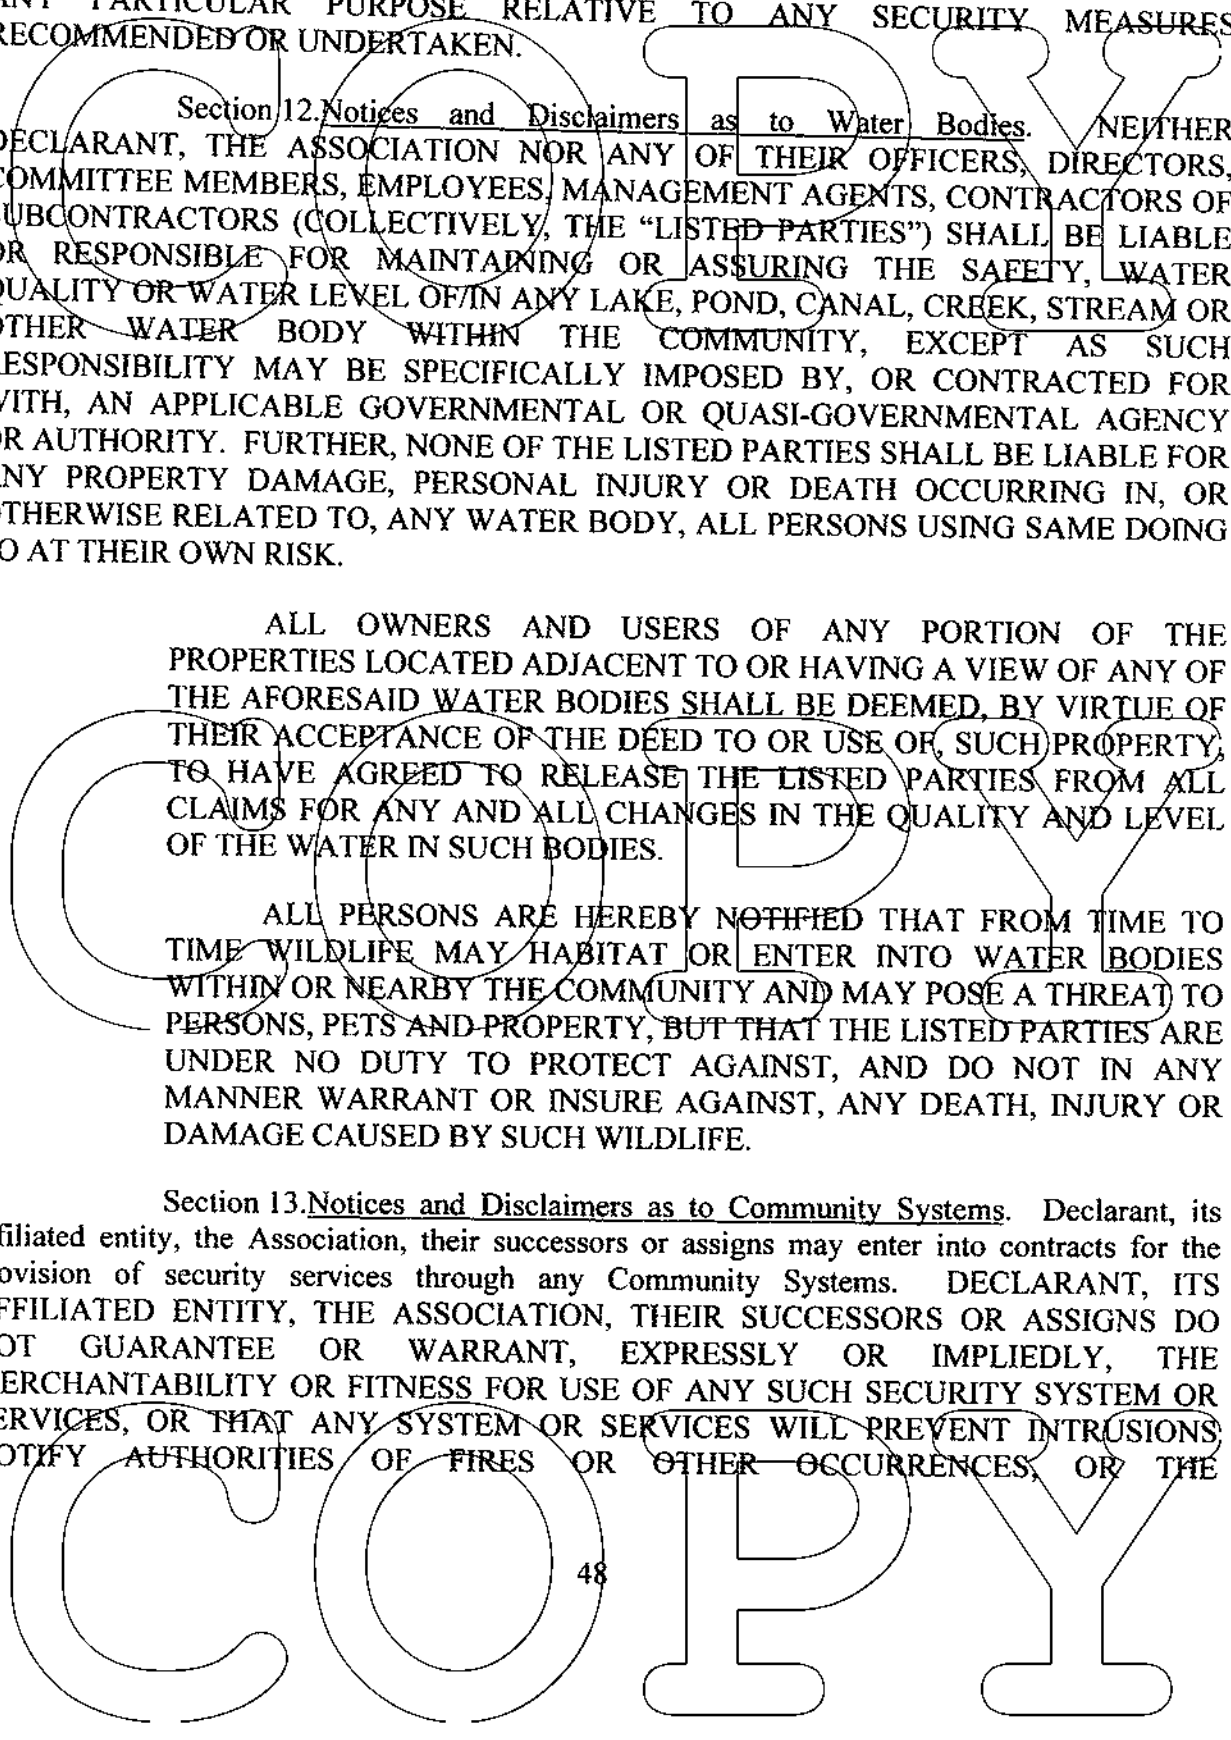 PARTICULAR PURPOSE RELATIVE TO ANY SECURITY MEASURES
RECOMMENDED OR UNDERTAKEN.
Section 12.Notices and Disclaimers as to Water Bodies. NEITHER
DECLARANT, THE ASSOCIATION NOR ANY OF THEIR OFFICERS, DIRECTORS,
COMMITTEE MEMBERS, EMPLOYEES, MANAGEMENT AGENTS, CONTRACTORS OF
UBCONTRACTORS (COLLECTIVELY, THE “LISTED PARTIES”) SHALL BE LIABLE
OR RESPONSIBLE FOR MAINTAINING OR ASSURING THE SAFETY, WATER
QUALITY OR WATER LEVEL OF/IN ANY LAKE, POND, CANAL, CREEK, STREAM OR
OTHER WATER BODY WITHIN THE COMMUNITY, EXCEPT AS SUCH
RESPONSIBILITY MAY BE SPECIFICALLY IMPOSED BY, OR CONTRACTED FOR
WITH, AN APPLICABLE GOVERNMENTAL OR QUASI-GOVERNMENTAL AGENCY
OR AUTHORITY. FURTHER, NONE OF THE LISTED PARTIES SHALL BE LIABLE FOR
NY PROPERTY DAMAGE, PERSONAL INJURY OR DEATH OCCURRING IN, OR
THERWISE RELATED TO, ANY WATER BODY, ALL PERSONS USING SAME DOING
O AT THEIR OWN RISK.
ALL OWNERS AND USERS OF ANY PORTION OF THE
PROPERTIES LOCATED ADJACENT TO OR HAVING A VIEW OF ANY OF
THE AFORESAID WATER BODIES SHALL BE DEEMED, BY VIRTUE OF
THEIR ACCEPTANCE OF THE DEED TO OR USE OF, SUCH PROPERTY,
TO HAVE AGREED TO RELEASE THE LISTED PARTIES FROM ALL
CLAIMS FOR ANY AND ALL CHANGES IN THE QUALITY AND LEVEL
OF THE WATER IN SUCH BODIES.
ALL PERSONS ARE HEREBY NOTIFIED THAT FROM TIME TO
TIME WILDLIFE MAY HABITAT OR ENTER INTO WATER BODIES
WITHIN OR NEARBY THE COMMUNITY AND MAY POSE A THREAT TO
PERSONS, PETS AND PROPERTY, BUT THAT THE LISTED PARTIES ARE
UNDER NO DUTY TO PROTECT AGAINST, AND DO NOT IN ANY
MANNER WARRANT OR INSURE AGAINST, ANY DEATH, INJURY OR
DAMAGE CAUSED BY SUCH WILDLIFE.
Section 13.Notices and Disclaimers as to Community Systems. Declarant, its
filiated entity, the Association, their successors or assigns may enter into contracts for the
ovision of security services through any Community Systems. DECLARANT, ITS
FFILIATED ENTITY, THE ASSOCIATION, THEIR SUCCESSORS OR ASSIGNS DO
OT GUARANTEE OR WARRANT, EXPRESSLY OR IMPLIEDLY, THE
ERCHANTABILITY OR FITNESS FOR USE OF ANY SUCH SECURITY SYSTEM OR
ERVICES, OR THAT ANY SYSTEM OR SERVICES WILL PREVENT INTRUSIONS,
OTIFY AUTHORITIES OF FIRES OR OTHER OCCURRENCES, OR THE
48
COPY
COPY
COPY